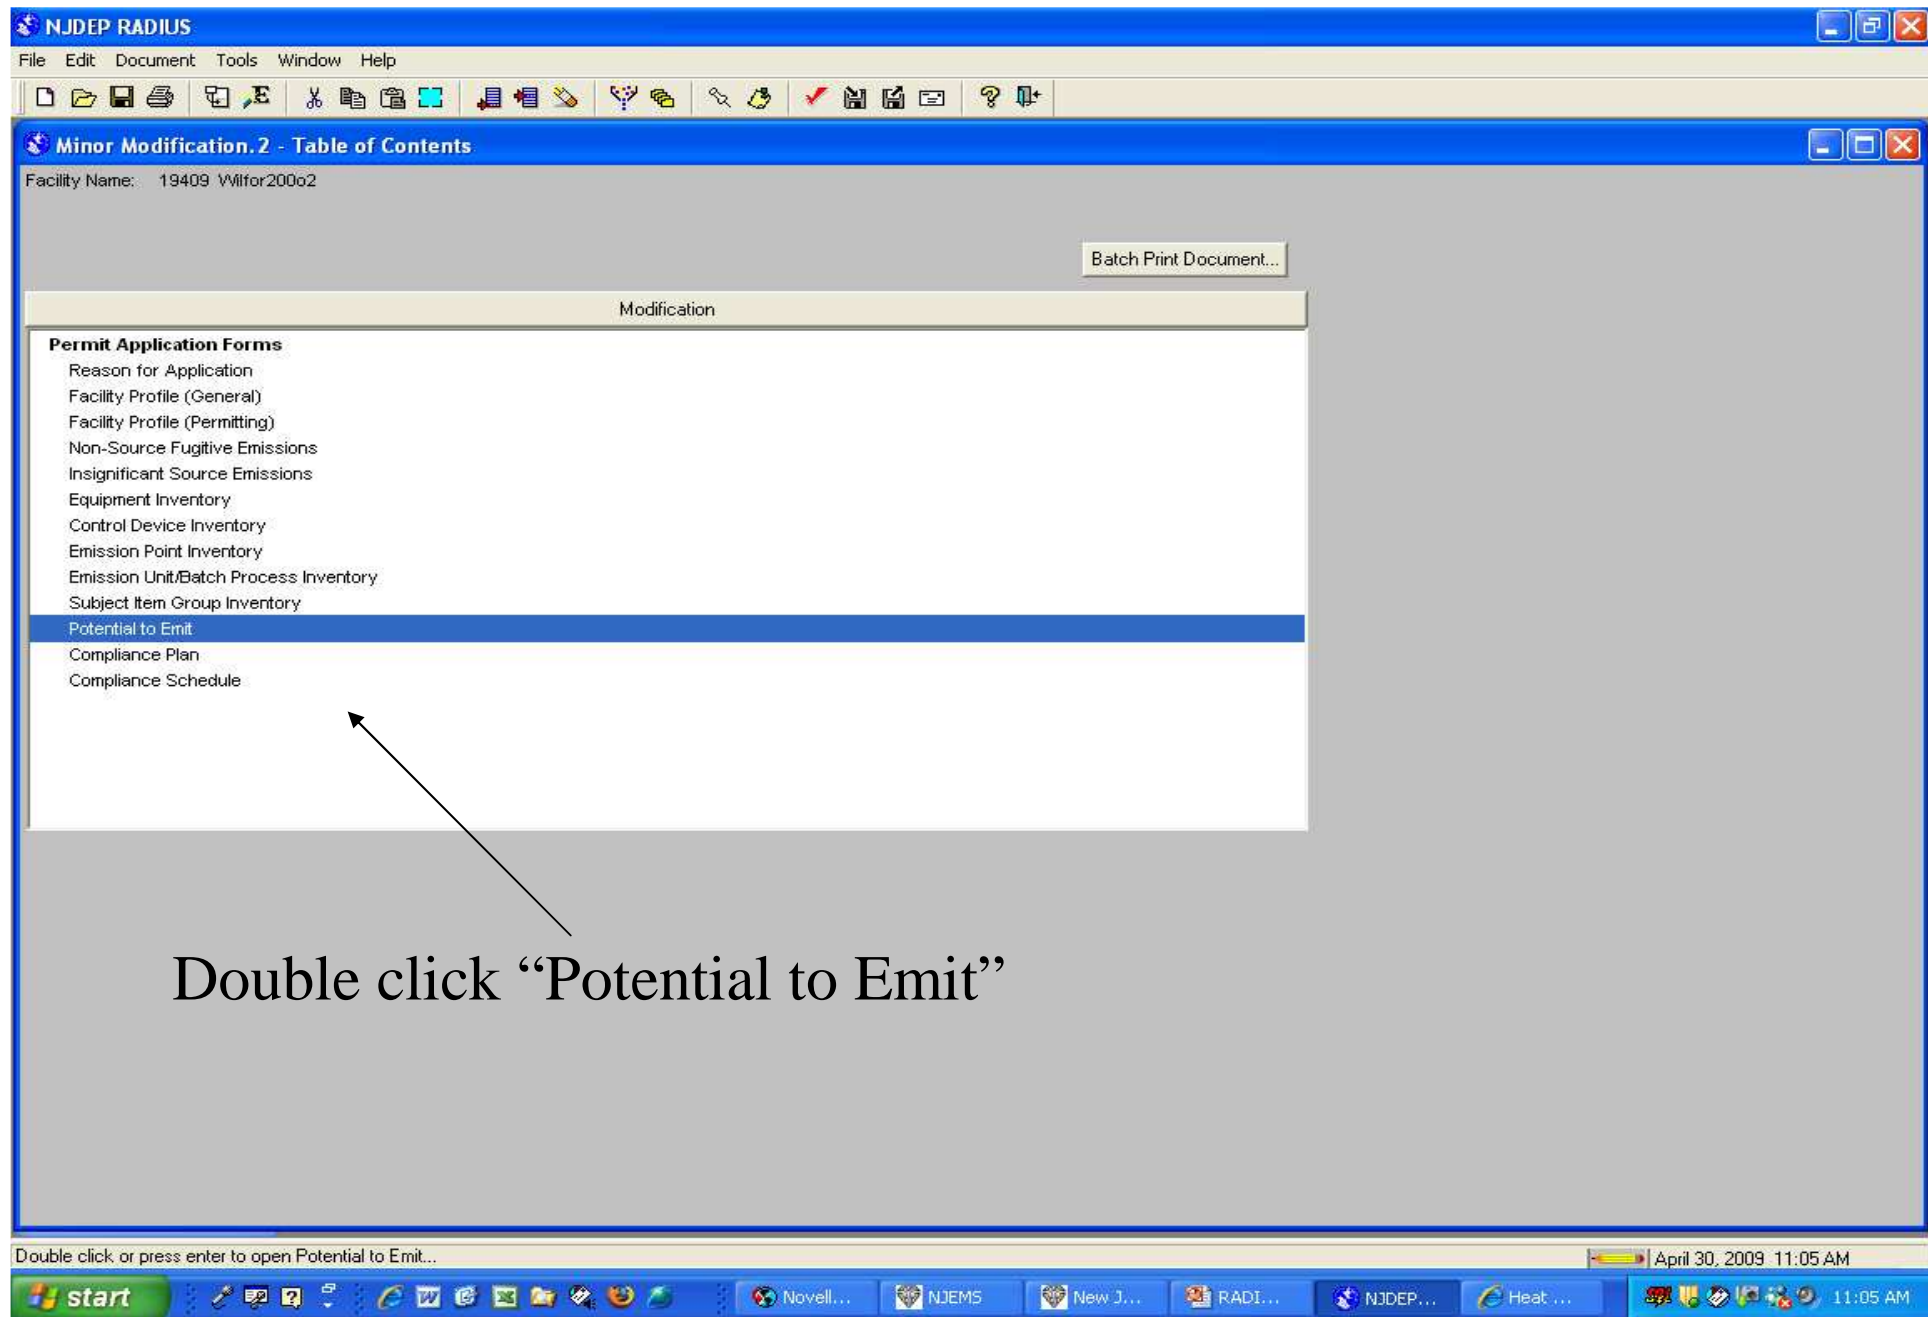 NJDEP RADIUS
File Edit Document Tools Window Help
Minor Modification.2 - Table of Contents
Facility Name: 19409 Wilfor200o2
Batch Print Document...
Modification
Permit Application Forms
Reason for Application
Facility Profile (General)
Facility Profile (Permitting)
Non-Source Fugitive Emissions
Insignificant Source Emissions
Equipment Inventory
Control Device Inventory
Emission Point Inventory
Emission Unit/Batch Process Inventory
Subject Item Group Inventory
Potential to Emit
Compliance Plan
Compliance Schedule
Double click “Potential to Emit”
Double click or press enter to open Potential to Emit...
April 30, 2009 11:05 AM
start Novell... NJEMS New J... RADI... NJDEP... Heat ... 11:05 AM